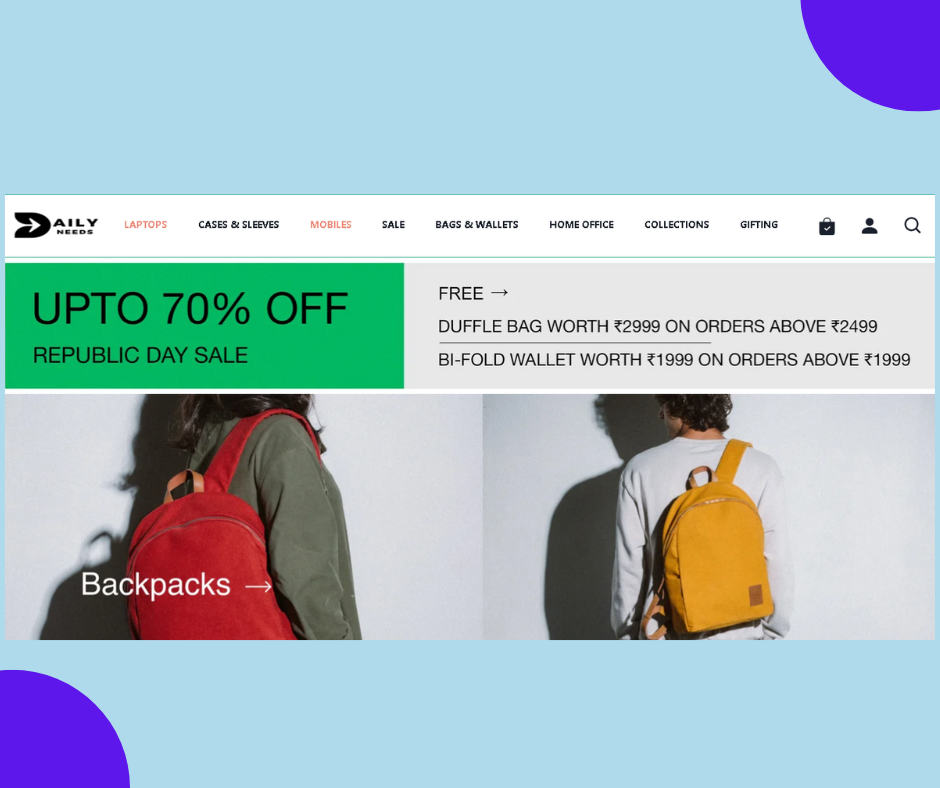 DAILY
NEEDS
LAPTOPS CASES & SLEEVES MOBILES SALE BAGS & WALLETS HOME OFFICE COLLECTIONS GIFTING
UPTO 70% OFF
REPUBLIC DAY SALE
FREE →
DUFFLE BAG WORTH ₹2999 ON ORDERS ABOVE ₹2499
BI-FOLD WALLET WORTH ₹1999 ON ORDERS ABOVE ₹1999
Backpacks →